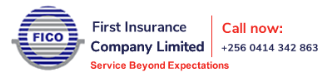 FICO
First Insurance
Company Limited
Service Beyond Expectations
Call now:
+256 0414 342 863